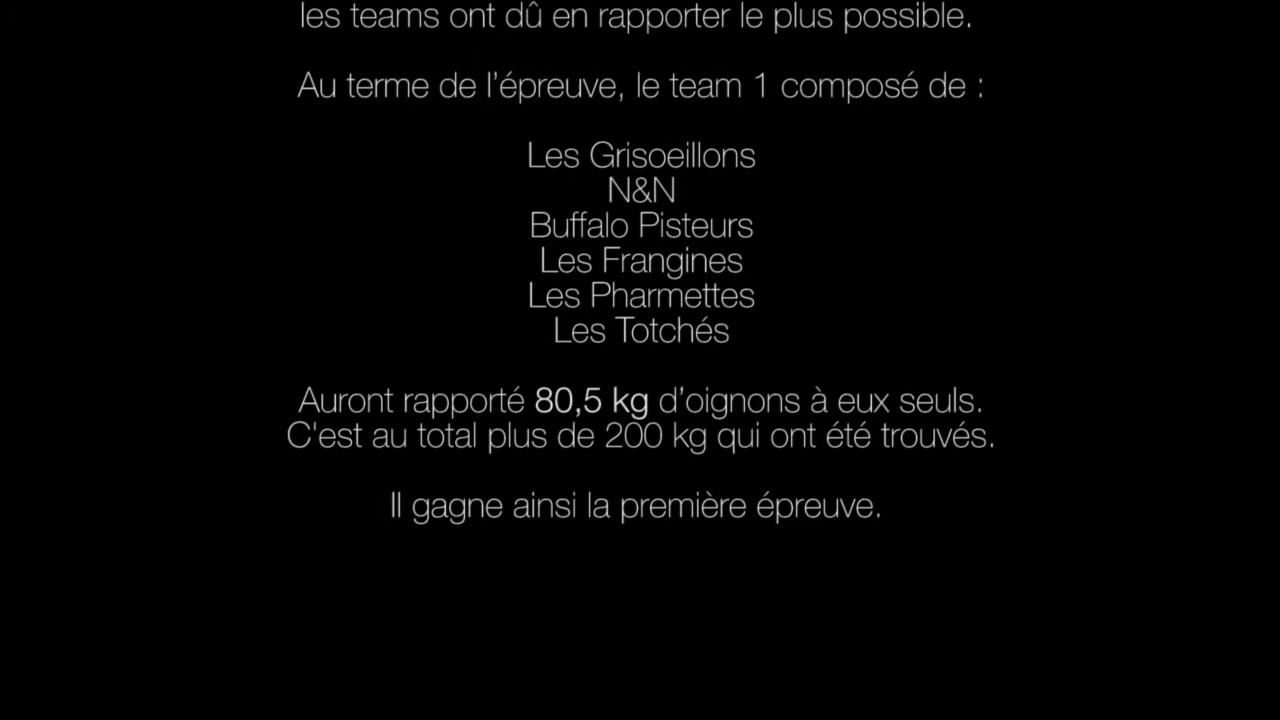 les teams ont dû en rapporter le plus possible.
Au terme de l’épreuve, le team 1 composé de :
Les Grisoeillons
N&N
Buffalo Pisteurs
Les Frangines
Les Pharmettes
Les Totchés
Auront rapporté 80,5 kg d’oignons à eux seuls.
C'est au total plus de 200 kg qui ont été trouvés.
Il gagne ainsi la première épreuve.